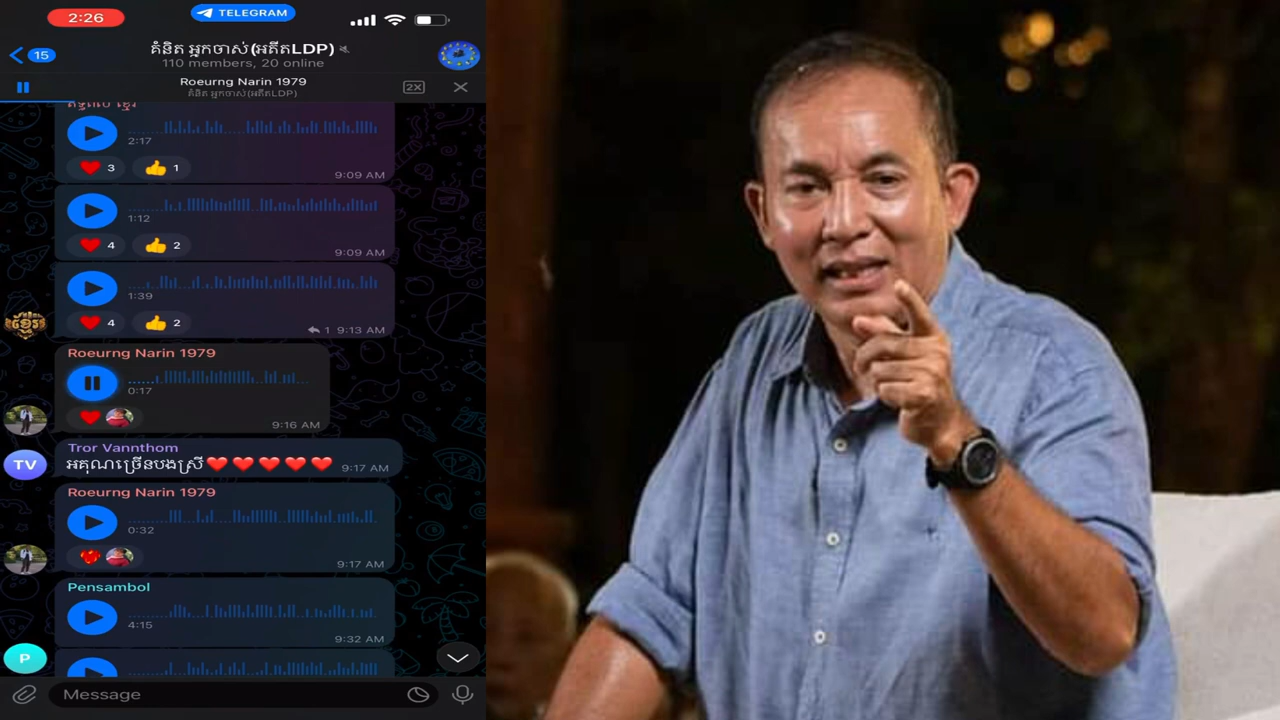 2:26
TELEGRAM
15
គំនិត អ្នកចាស់(អតីតLDP)
110 members, 20 online
Roeurng Narin 1979
គំនិត អ្នកចាស់(អតីតLDP)
2X
2:17
3
1
9:09 AM
1:12
4
2
9:09 AM
1:39
4
2
1 9:13 AM
Roeurng Narin 1979
0:17
9:16 AM
Tror Vannthom
TV
អគុណច្រើនបងស្រី❤️❤️❤️❤️❤️ 9:17 AM
Roeurng Narin 1979
0:32
9:17 AM
Pensambol
4:15
9:32 AM
P
Message